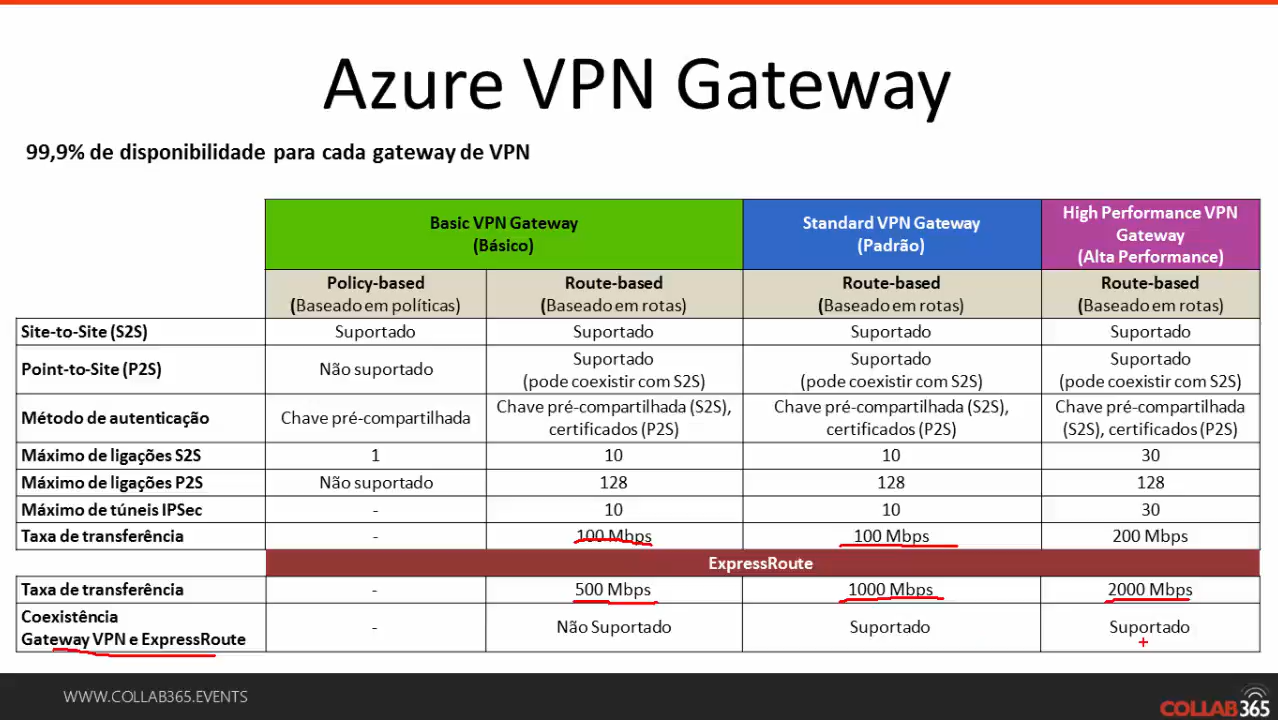 Azure VPN Gateway
99,9% de disponibilidade para cada gateway de VPN
Basic VPN Gateway
(Básico)
Standard VPN Gateway
(Padrão)
High Performance VPN
Gateway
(Alta Performance)
Policy-based
(Baseado em políticas)
Route-based
(Baseado em rotas)
Route-based
(Baseado em rotas)
Route-based
(Baseado em rotas)
Site-to-Site (S2S)
Suportado
Suportado
Suportado
Suportado
Point-to-Site (P2S)
Não suportado
Suportado
(pode coexistir com S2S)
Suportado
(pode coexistir com S2S)
Suportado
(pode coexistir com S2S)
Método de autenticação
Chave pré-compartilhada
Chave pré-compartilhada (S2S),
certificados (P2S)
Chave pré-compartilhada (S2S),
certificados (P2S)
Chave pré-compartilhada
(S2S), certificados (P2S)
Máximo de ligações S2S
1
10
10
30
Máximo de ligações P2S
Não suportado
128
128
128
Máximo de túneis IPSec
-
10
10
30
Taxa de transferência
-
100 Mbps
100 Mbps
200 Mbps
ExpressRoute
Taxa de transferência
-
500 Mbps
1000 Mbps
2000 Mbps
Coexistência
Gateway VPN e ExpressRoute
-
Não Suportado
Suportado
Suportado
WWW.COLLAB365.EVENTS
COLLAB365